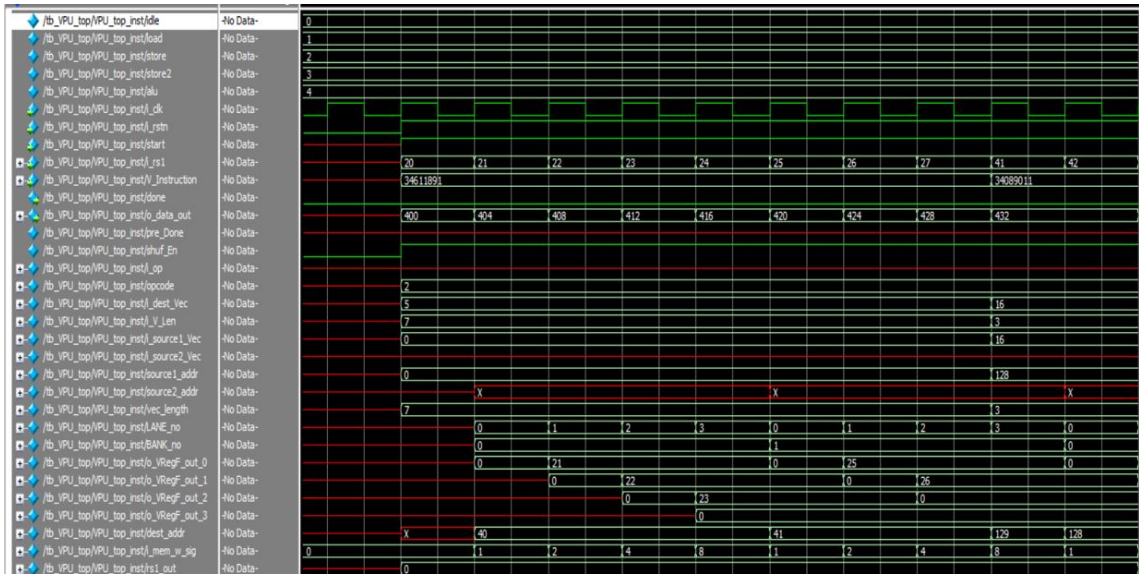 /tb_VPU_top/VPU_top_inst/idle -No Data- 0
/tb_VPU_top/VPU_top_inst/load -No Data- 1
/tb_VPU_top/VPU_top_inst/store -No Data- 2
/tb_VPU_top/VPU_top_inst/store2 -No Data- 3
/tb_VPU_top/VPU_top_inst/alu -No Data- 4
/tb_VPU_top/VPU_top_inst/i_clk -No Data-
/tb_VPU_top/VPU_top_inst/i_rstn -No Data-
/tb_VPU_top/VPU_top_inst/start -No Data-
/tb_VPU_top/VPU_top_inst/i_rs1 -No Data- 20 21 22 23 24 25 26 27 41 42
/tb_VPU_top/VPU_top_inst/V_Instruction -No Data- 34611891 34089011
/tb_VPU_top/VPU_top_inst/done -No Data-
/tb_VPU_top/VPU_top_inst/o_data_out -No Data- 400 404 408 412 416 420 424 428 432
/tb_VPU_top/VPU_top_inst/pre_Done -No Data-
/tb_VPU_top/VPU_top_inst/shuf_En -No Data-
/tb_VPU_top/VPU_top_inst/i_op -No Data-
/tb_VPU_top/VPU_top_inst/opcode -No Data- 2
/tb_VPU_top/VPU_top_inst/i_dest_Vec -No Data- 5 16
/tb_VPU_top/VPU_top_inst/i_V_Len -No Data- 7 3
/tb_VPU_top/VPU_top_inst/i_source1_Vec -No Data- 0 16
/tb_VPU_top/VPU_top_inst/i_source2_Vec -No Data-
/tb_VPU_top/VPU_top_inst/source1_addr -No Data- 0 128
/tb_VPU_top/VPU_top_inst/source2_addr -No Data- X X X
/tb_VPU_top/VPU_top_inst/vec_length -No Data- 7 3
/tb_VPU_top/VPU_top_inst/LANE_no -No Data- 0 1 2 3 0 1 2 3 0
/tb_VPU_top/VPU_top_inst/BANK_no -No Data- 0 1 0
/tb_VPU_top/VPU_top_inst/o_VRegF_out_0 -No Data- 0 21 0 25 0
/tb_VPU_top/VPU_top_inst/o_VRegF_out_1 -No Data- 0 22 0 26
/tb_VPU_top/VPU_top_inst/o_VRegF_out_2 -No Data- 0 23 0
/tb_VPU_top/VPU_top_inst/o_VRegF_out_3 -No Data- 0
/tb_VPU_top/VPU_top_inst/dest_addr -No Data- X 40 41 129 128
/tb_VPU_top/VPU_top_inst/i_mem_w_sig -No Data- 0 1 2 4 8 1 2 4 8 1
/tb_VPU_top/VPU_top_inst/rs1_out -No Data- 0